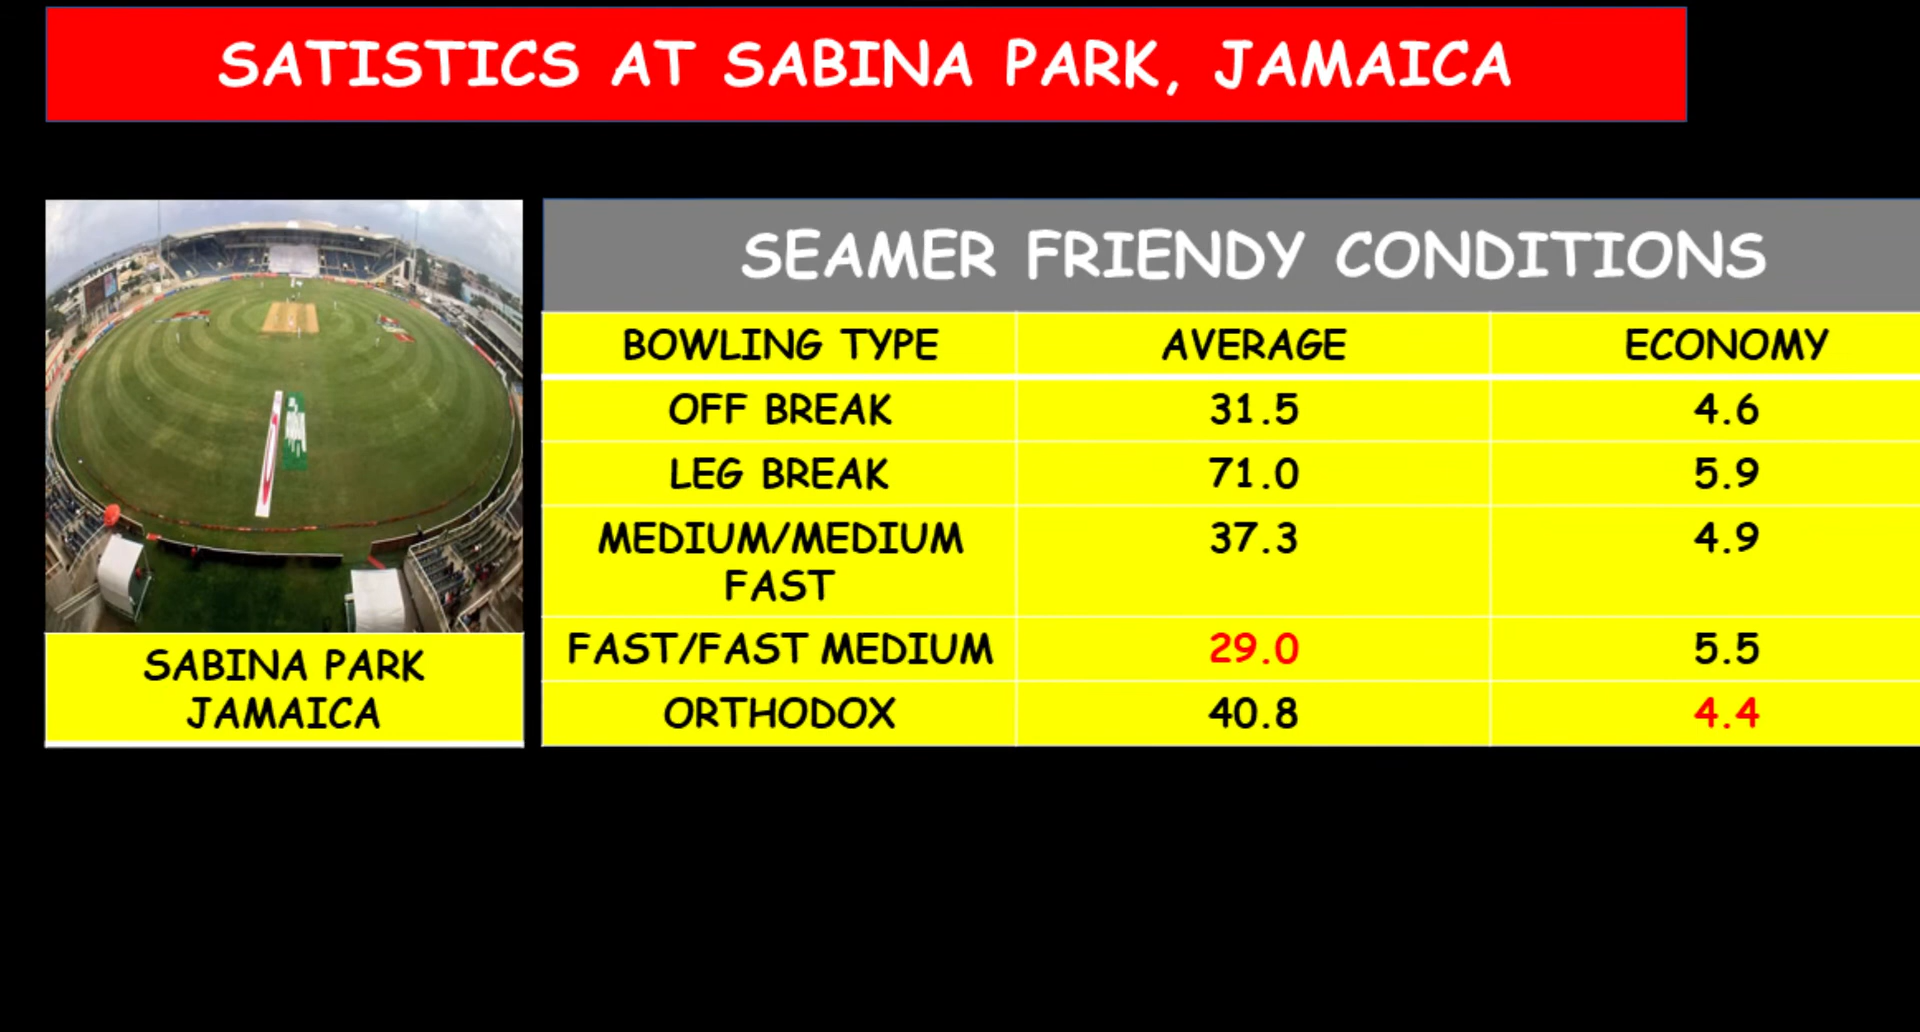 SATISTICS AT SABINA PARK, JAMAICA
SEAMER FRIENDY CONDITIONS
BOWLING TYPE AVERAGE ECONOMY
OFF BREAK 31.5 4.6
LEG BREAK 71.0 5.9
MEDIUM/MEDIUM 37.3 4.9
FAST
FAST/FAST MEDIUM 29.0 5.5
ORTHODOX 40.8 4.4
SABINA PARK
JAMAICA